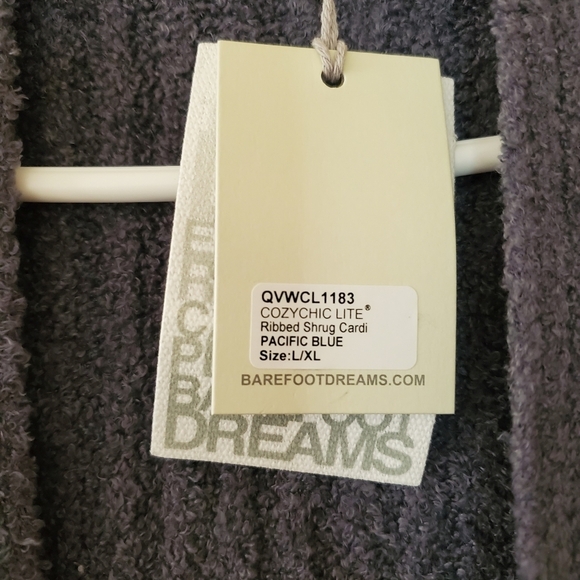 QVWCL1183
COZYCHIC LITE®
Ribbed Shrug Cardi
PACIFIC BLUE
Size:L/XL
BAREFOOTDREAMS.COM
DREAMS